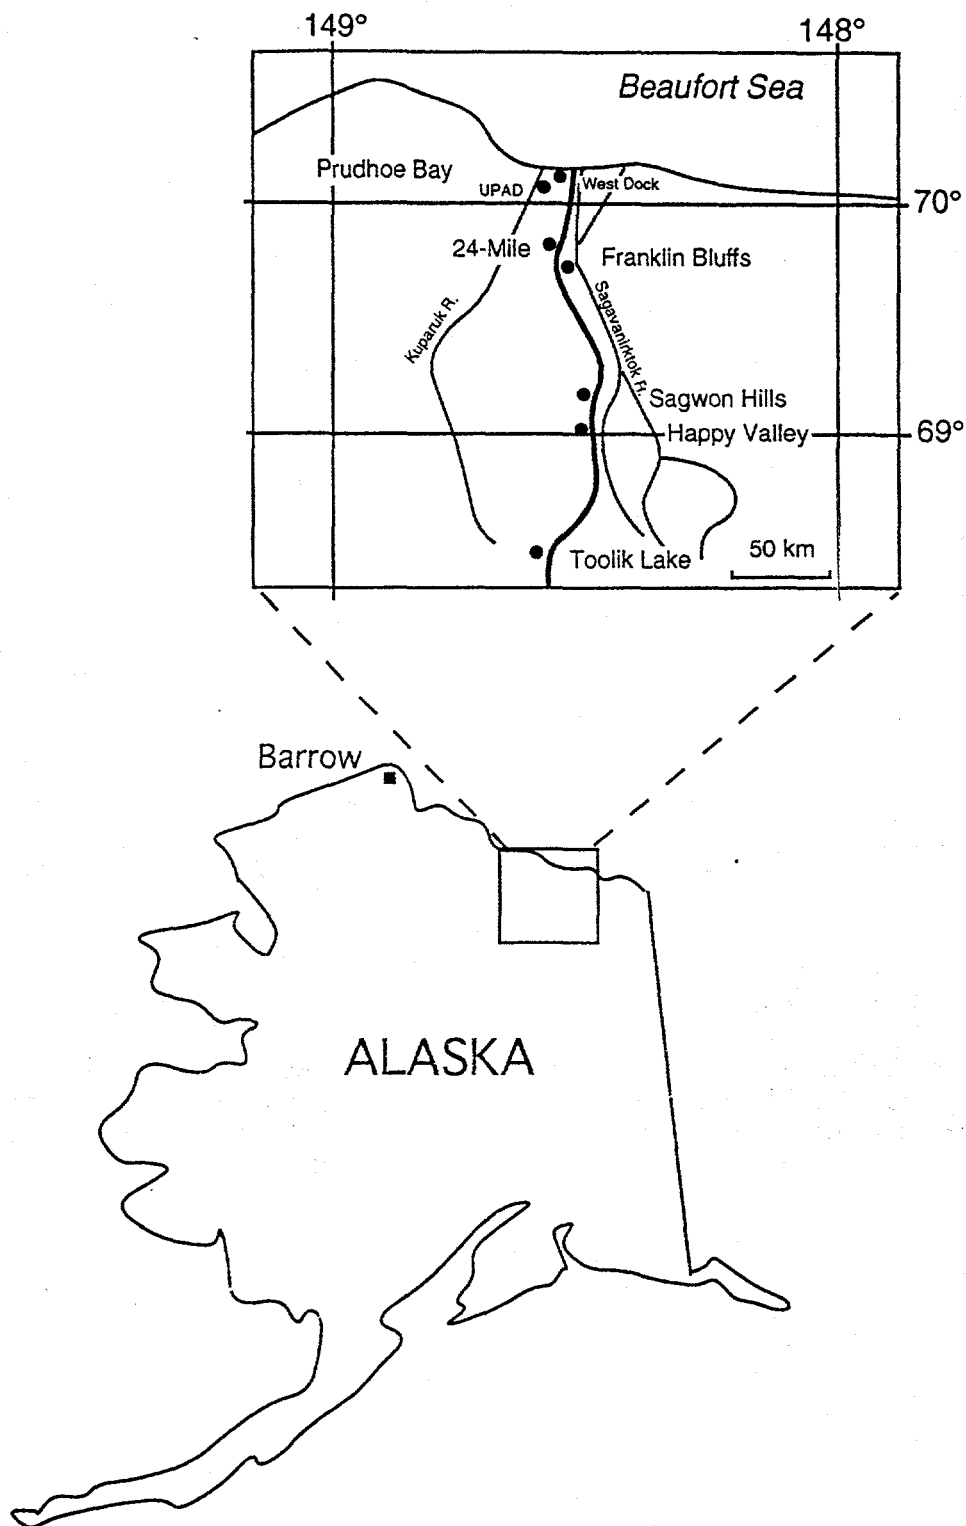 149° 148°
Beaufort Sea
Prudhoe Bay
UPAD
West Dock
70°
24-Mile
Franklin Bluffs
Kuparuk R.
Sagavanirktok R.
Sagwon Hills
Happy Valley
69°
Toolik Lake
50 km
Barrow
ALASKA